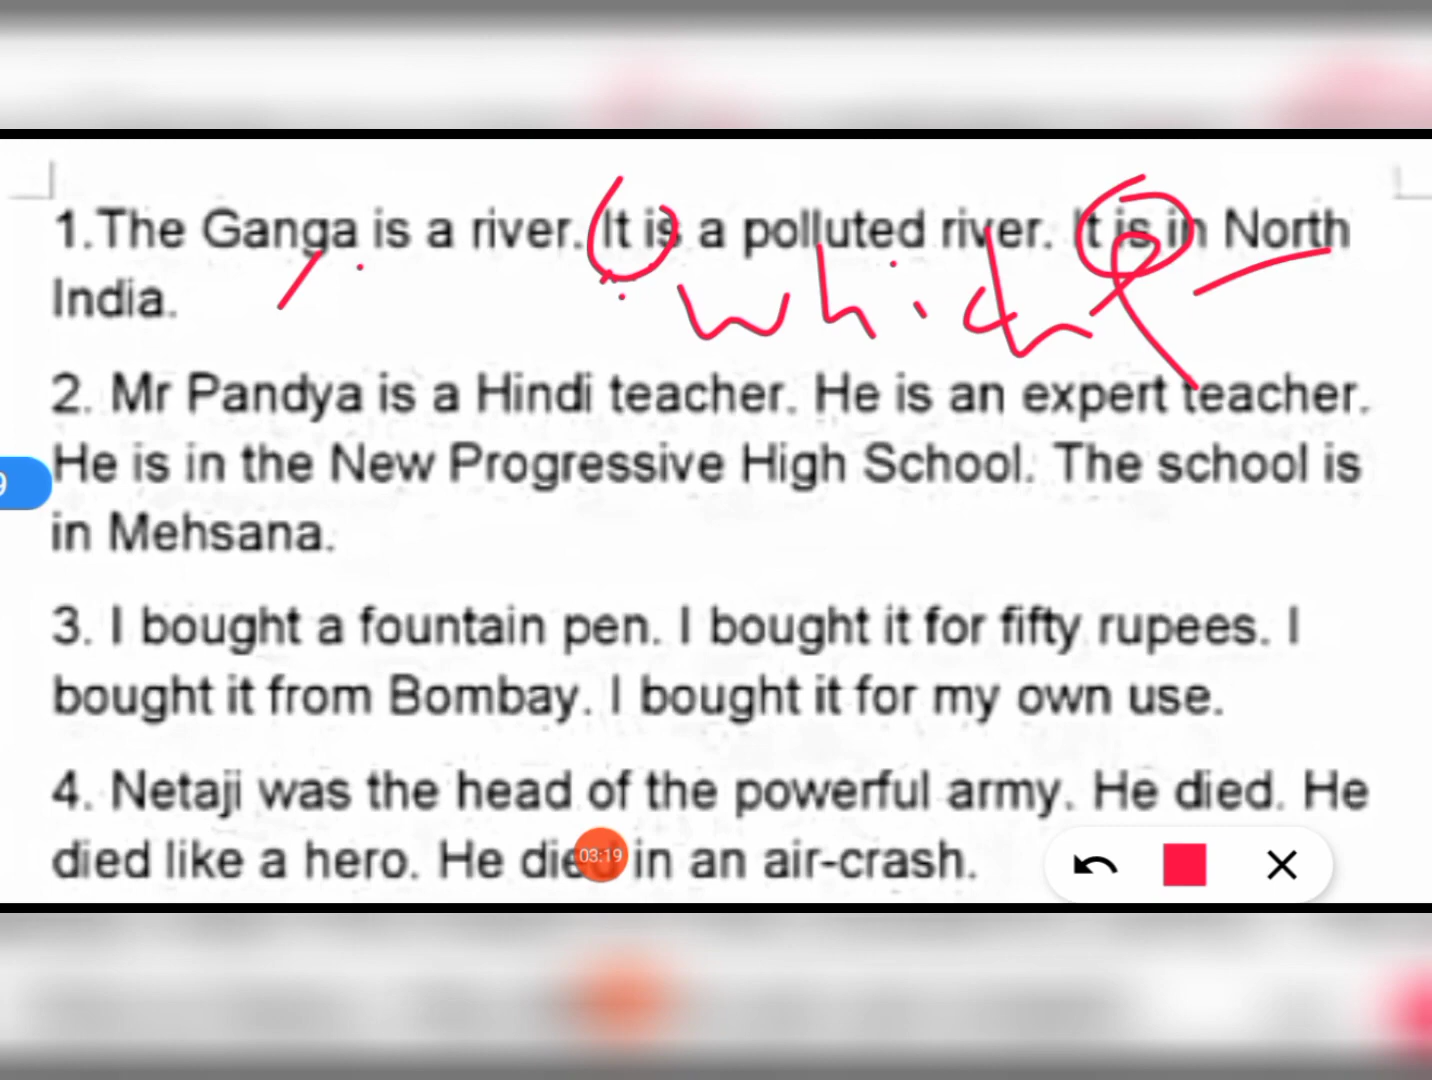 1.The Ganga is a river. It is a polluted river. It is in North
India.
which
2. Mr Pandya is a Hindi teacher. He is an expert teacher.
He is in the New Progressive High School. The school is
in Mehsana.
9
3. I bought a fountain pen. I bought it for fifty rupees. I
bought it from Bombay. I bought it for my own use.
4. Netaji was the head of the powerful army. He died. He
died like a hero. He died in an air-crash.
03:19